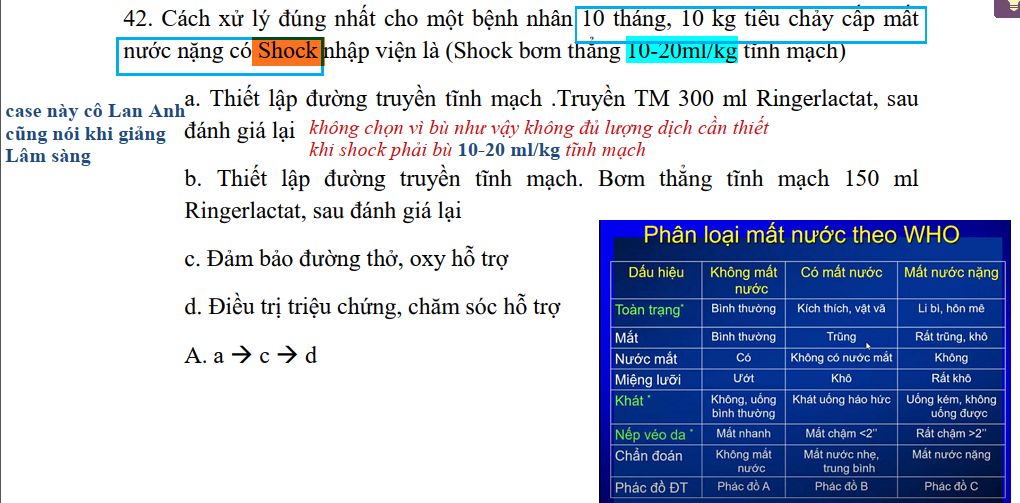 42. Cách xử lý đúng nhất cho một bệnh nhân 10 tháng, 10 kg tiêu chảy cấp mất
nước nặng có Shock nhập viện là (Shock bơm thẳng 10-20ml/kg tĩnh mạch)
case này cô Lan Anh
cũng nói khi giảng
Lâm sàng
a. Thiết lập đường truyền tĩnh mạch .Truyền TM 300 ml Ringerlactat, sau
đánh giá lại
không chọn vì bù như vậy không đủ lượng dịch cần thiết
khi shock phải bù 10-20 ml/kg tĩnh mạch
b. Thiết lập đường truyền tĩnh mạch. Bơm thẳng tĩnh mạch 150 ml
Ringerlactat, sau đánh giá lại
c. Đảm bảo đường thở, oxy hỗ trợ
d. Điều trị triệu chứng, chăm sóc hỗ trợ
A. a → c → d
Phân loại mất nước theo WHO
Dấu hiệu Không mất nước Có mất nước Mất nước nặng
Toàn trạng* Bình thường Kích thích, vật vã Li bì, hôn mê
Mắt Bình thường Trũng Rất trũng, khô
Nước mắt Có Không có nước mắt Không
Miệng lưỡi Ướt Khô Rất khô
Khát * Không, uống bình thường Khát uống háo hức Uống kém, không uống được
Nếp véo da * Mất nhanh Mất chậm <2'' Rất chậm >2''
Chẩn đoán Không mất nước Mất nước nhẹ, trung bình Mất nước nặng
Phác đồ ĐT Phác đồ A Phác đồ B Phác đồ C